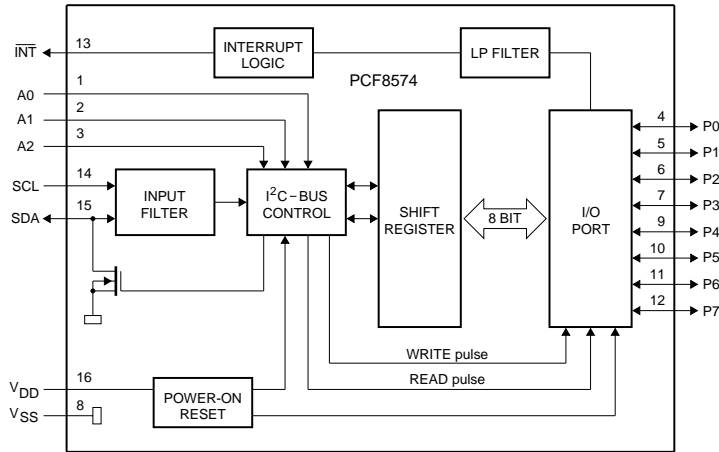 INT 13 INTERRUPT LOGIC LP FILTER
PCF8574
A0 1
A1 2
A2 3
SCL 14
SDA 15
INPUT FILTER
I²C-BUS CONTROL
SHIFT REGISTER
8 BIT
I/O PORT
4 P0
5 P1
6 P2
7 P3
9 P4
10 P5
11 P6
12 P7
WRITE pulse
READ pulse
VDD 16
VSS 8
POWER-ON RESET